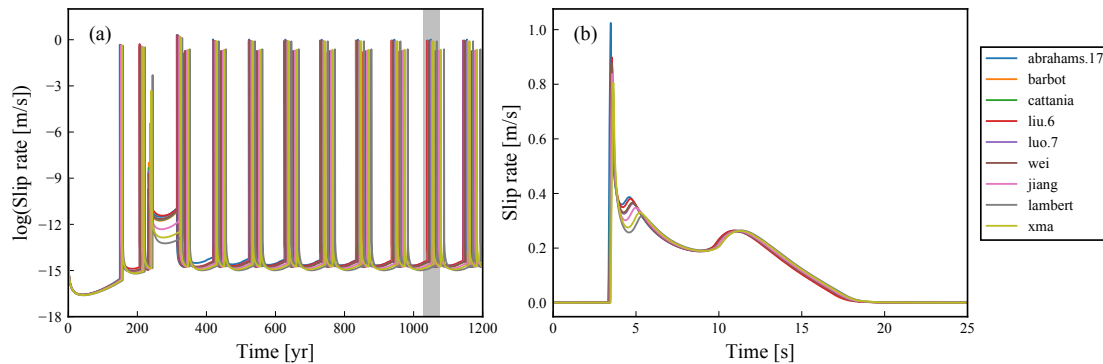 (a)
log(Slip rate [m/s])
0
−3
−6
−9
−12
−15
−18
0 200 400 600 800 1000 1200
Time [yr]
(b)
Slip rate [m/s]
1.0
0.8
0.6
0.4
0.2
0.0
0 5 10 15 20 25
Time [s]
abrahams.17
barbot
cattania
liu.6
luo.7
wei
jiang
lambert
xma